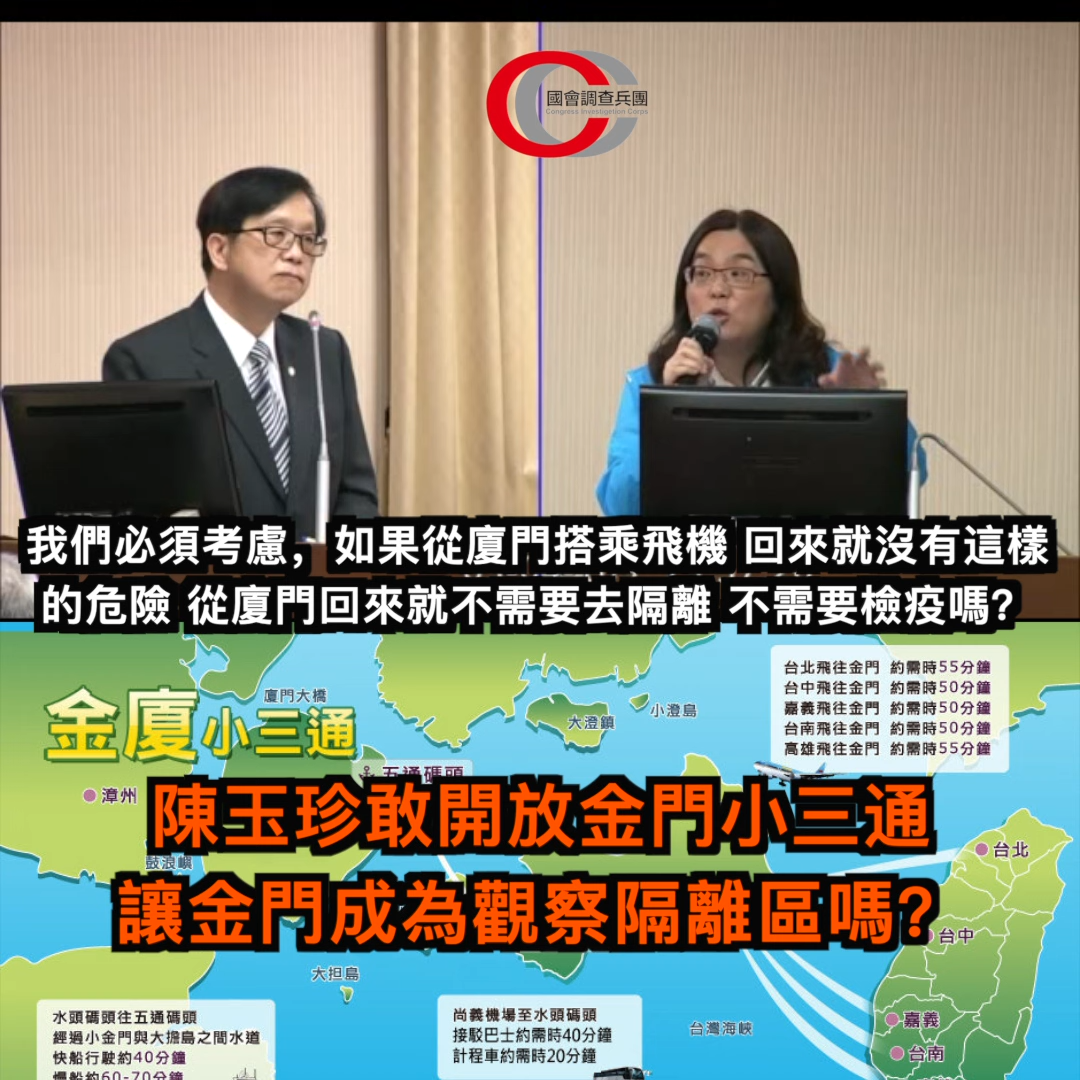 國會調查兵團
Congress Investigation Corps
我們必須考慮，如果從廈門搭乘飛機 回來就沒有這樣
的危險 從廈門回來就不需要去隔離 不需要檢疫嗎？
金廈小三通
廈門大橋
大澄鎮
小澄島
台北飛往金門 約需時55分鐘
台中飛往金門 約需時50分鐘
嘉義飛往金門 約需時50分鐘
台南飛往金門 約需時50分鐘
高雄飛往金門 約需時55分鐘
五通碼頭
漳州
陳玉珍敢開放金門小三通
鼓浪嶼
台北
讓金門成為觀察隔離區嗎？
台中
大担島
水頭碼頭往五通碼頭
經過小金門與大擔島之間水道
快船行駛約40分鐘
慢船約60-70分鐘
尚義機場至水頭碼頭
接駁巴士約需時40分鐘
計程車約需時20分鐘
台灣海峽
嘉義
台南